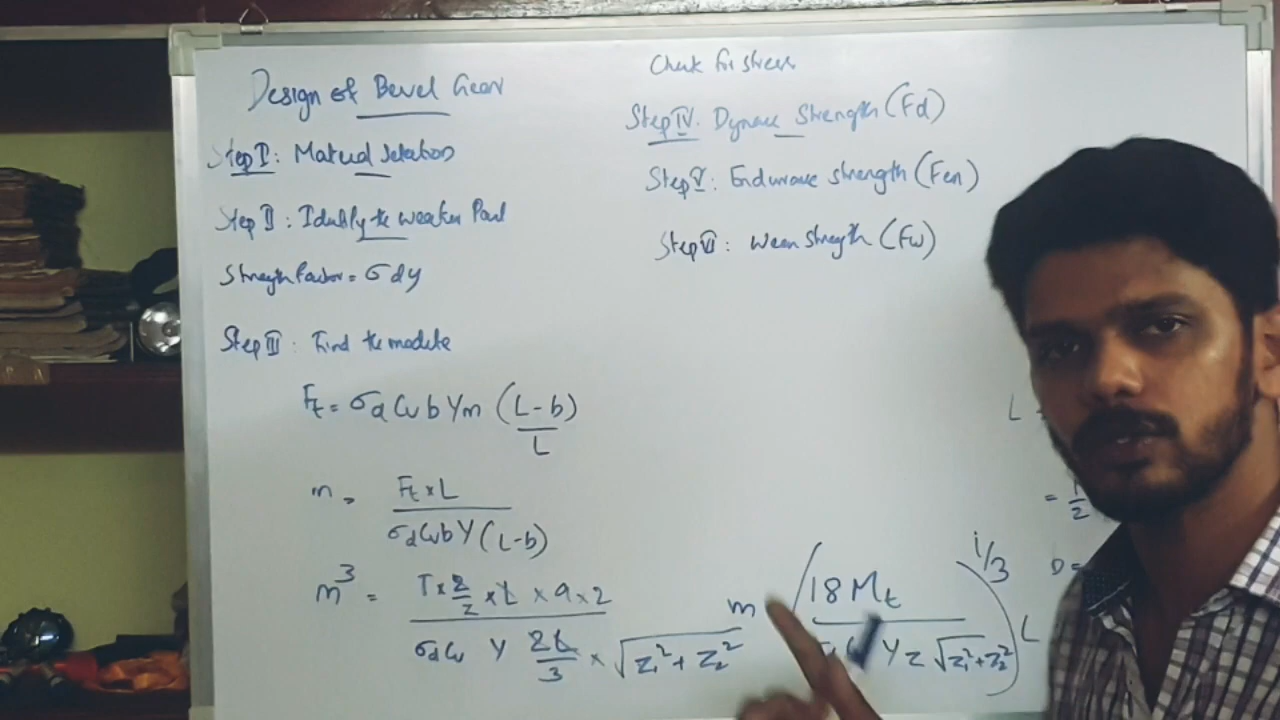 Design of Bevel Gear
Step I: Material selection
Step II: Identify the weaker Part
Strength factor = σdy
Step III: Find the module
Ft = σd Cv b Y m (L-b)/L
m = Ft × L / σd Cv b Y (L-b)
m³ = T × 2/z × L × 9 × 2 / σd Cv Y 2L/3 × √z₁²+z₂²
Check for stress
Step IV: Dynamic Strength (Fd)
Step V: Endurance strength (Fen)
Step VI: Wear strength (Fw)
L
= 1/2
D =
m (18 Mt / Y z √z₁²+z₂²)^1/3
L